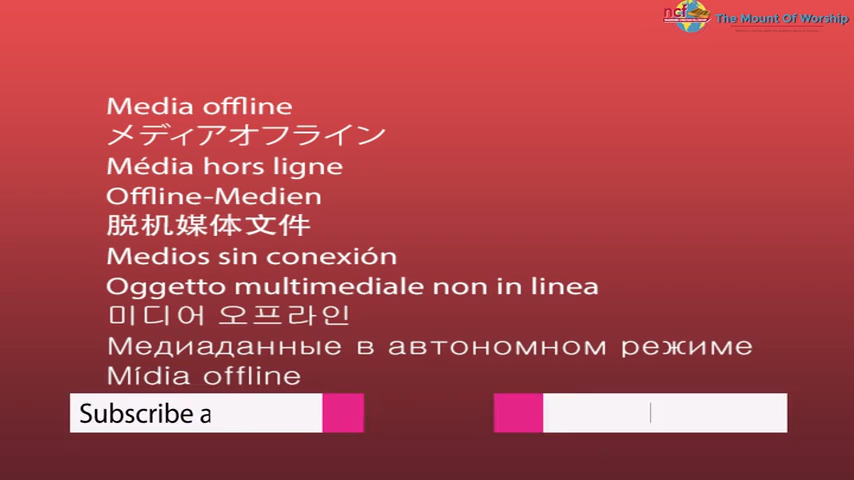 ncf
The Mount Of Worship
Media offline
メディアオフライン
Média hors ligne
Offline-Medien
脱机媒体文件
Medios sin conexión
Oggetto multimediale non in linea
미디어 오프라인
Медиаданные в автономном режиме
Mídia offline
Subscribe a